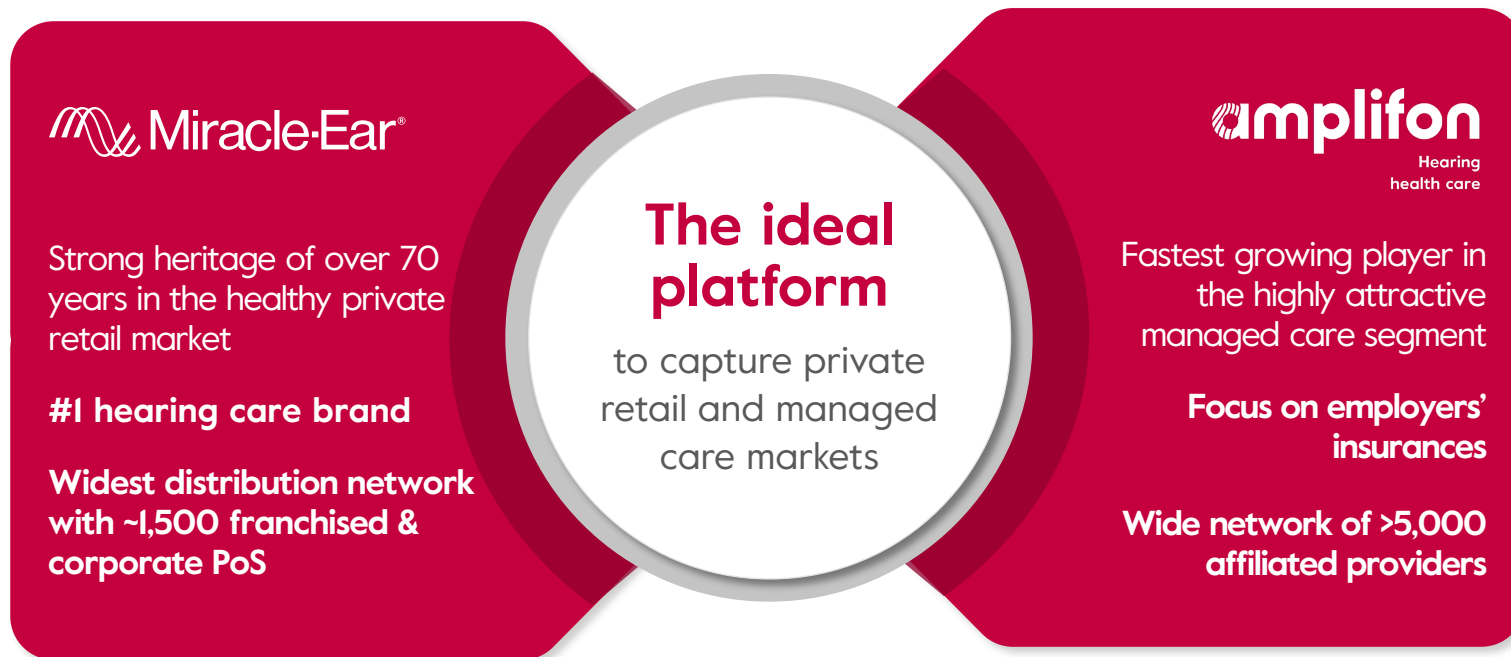 Miracle-Ear®
Strong heritage of over 70
years in the healthy private
retail market
#1 hearing care brand
Widest distribution network
with ~1,500 franchised &
corporate PoS
The ideal
platform
to capture private
retail and managed
care markets
amplifon
Hearing
health care
Fastest growing player in
the highly attractive
managed care segment
Focus on employers’
insurances
Wide network of >5,000
affiliated providers